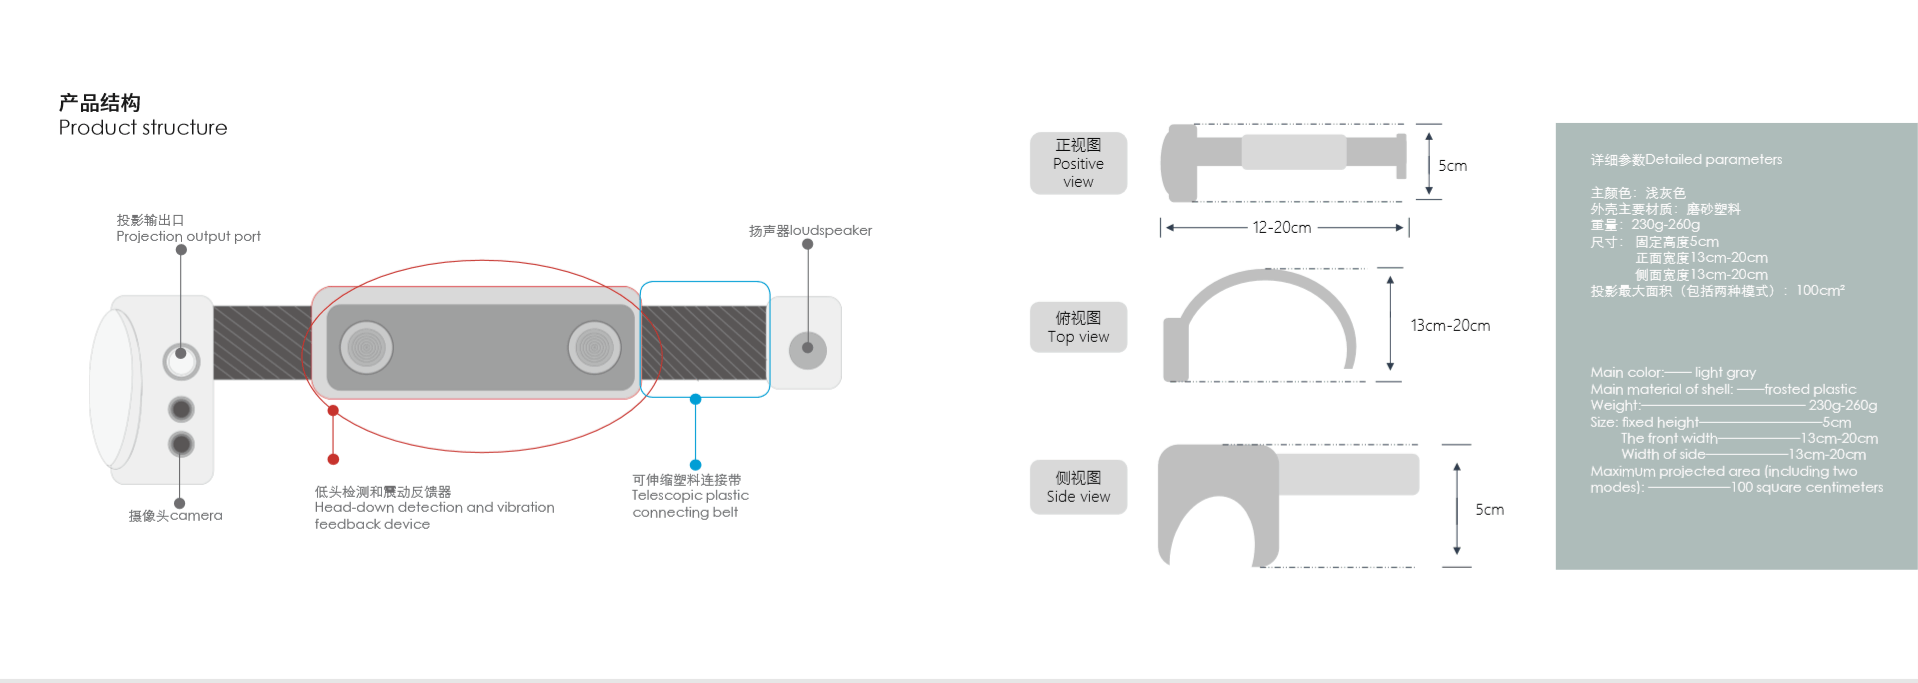 产品结构
Product structure
投影输出口
Projection output port
扬声器loudspeaker
摄像头camera
低头检测和震动反馈器
Head-down detection and vibration
feedback device
可伸缩塑料连接带
Telescopic plastic
connecting belt
正视图
Positive
view
5cm
12-20cm
俯视图
Top view
13cm-20cm
侧视图
Side view
5cm
详细参数Detailed parameters
主颜色：浅灰色
外壳主要材质：磨砂塑料
重量：230g-260g
尺寸： 固定高度5cm
正面宽度13cm-20cm
侧面宽度13cm-20cm
投影最大面积（包括两种模式）：100cm²
Main color:—— light gray
Main material of shell: ——frosted plastic
Weight:—————————— 230g-260g
Size: fixed height————————5cm
The front width——————13cm-20cm
Width of side——————13cm-20cm
Maximum projected area (including two
modes): ——————100 square centimeters